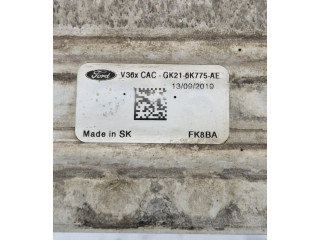 Ford
V36x CAC - GK21-6K775-AE
13/09/2019
Made in SK
FK8BA